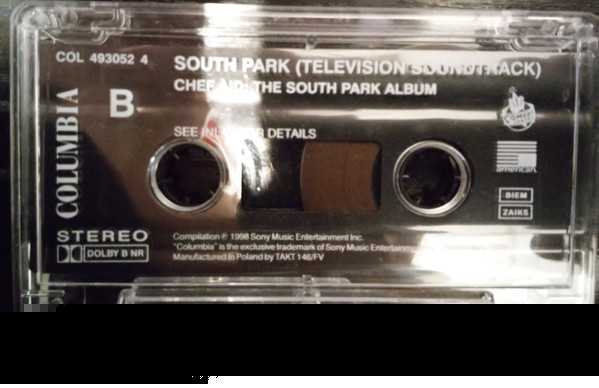 COL 493052 4
SOUTH PARK (TELEVISION SOUNDTRACK)
CHEF AID: THE SOUTH PARK ALBUM
B
SEE DETAILS
COLUMBIA
COMEDY
american
BIEM
ZAIKS
STEREO
DOLBY B NR
Compilation ℗ 1998 Sony Music Entertainment Inc.
"Columbia" is the exclusive trademark of Sony Music Entertainment
Manufactured in Poland by TAKT 146/FV